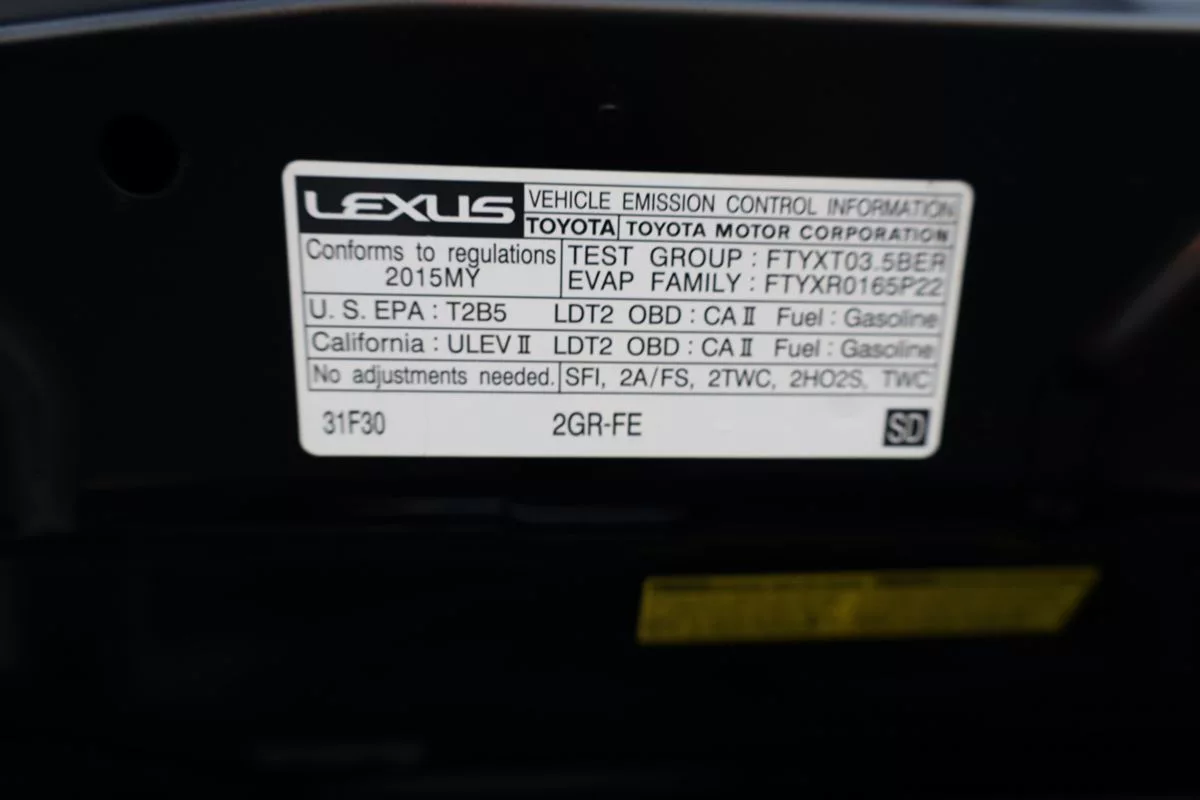 LEXUS VEHICLE EMISSION CONTROL INFORMATION
TOYOTA TOYOTA MOTOR CORPORATION
Conforms to regulations TEST GROUP : FTYXT03.5BER
2015MY EVAP FAMILY : FTYXR0165P22
U. S. EPA : T2B5 LDT2 OBD : CA II Fuel : Gasoline
California : ULEV II LDT2 OBD : CA II Fuel : Gasoline
No adjustments needed. SFI, 2A/FS, 2TWC, 2HO2S, TWC
31F30 2GR-FE SD